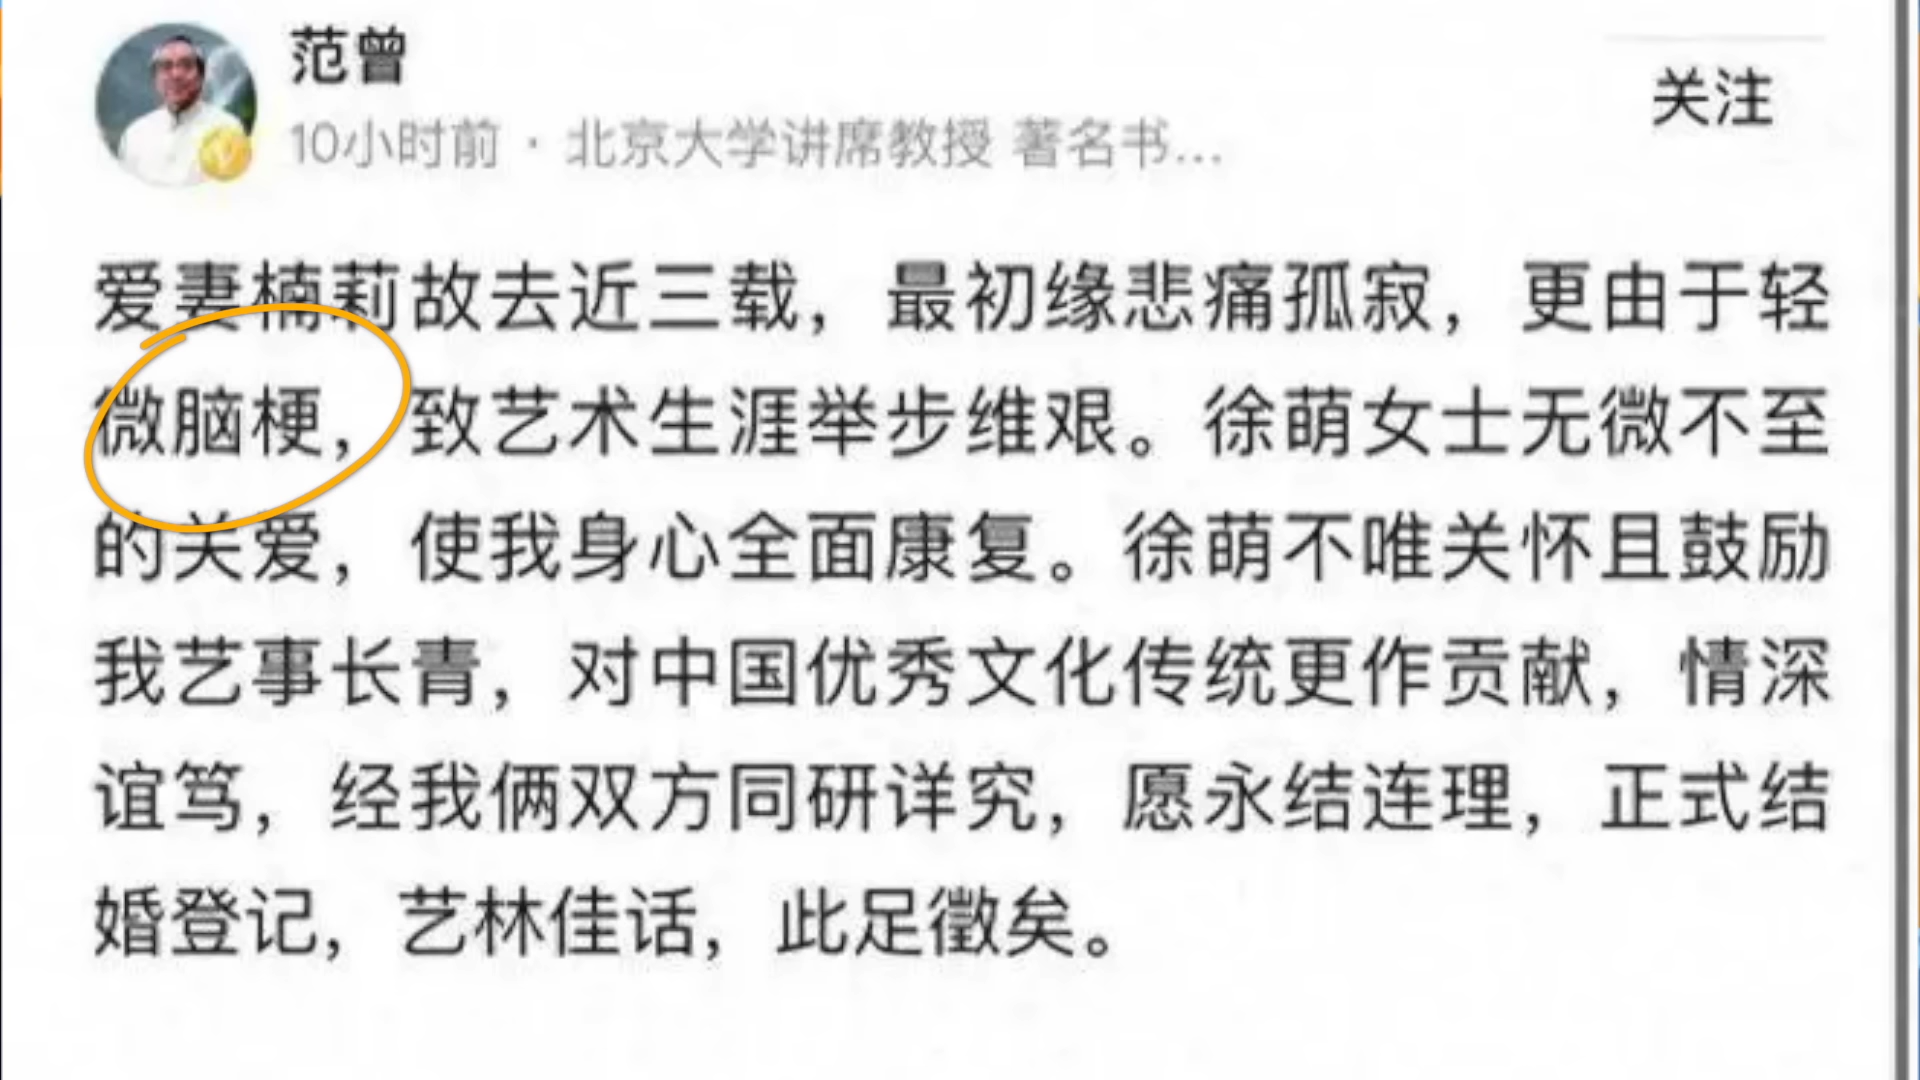 范曾
关注
10小时前 · 北京大学讲席教授 著名书...
爱妻楠莉故去近三载，最初缘悲痛孤寂，更由于轻
微脑梗，致艺术生涯举步维艰。徐萌女士无微不至
的关爱，使我身心全面康复。徐萌不唯关怀且鼓励
我艺事长青，对中国优秀文化传统更作贡献，情深
谊笃，经我俩双方同研详究，愿永结连理，正式结
婚登记，艺林佳话，此足徵矣。